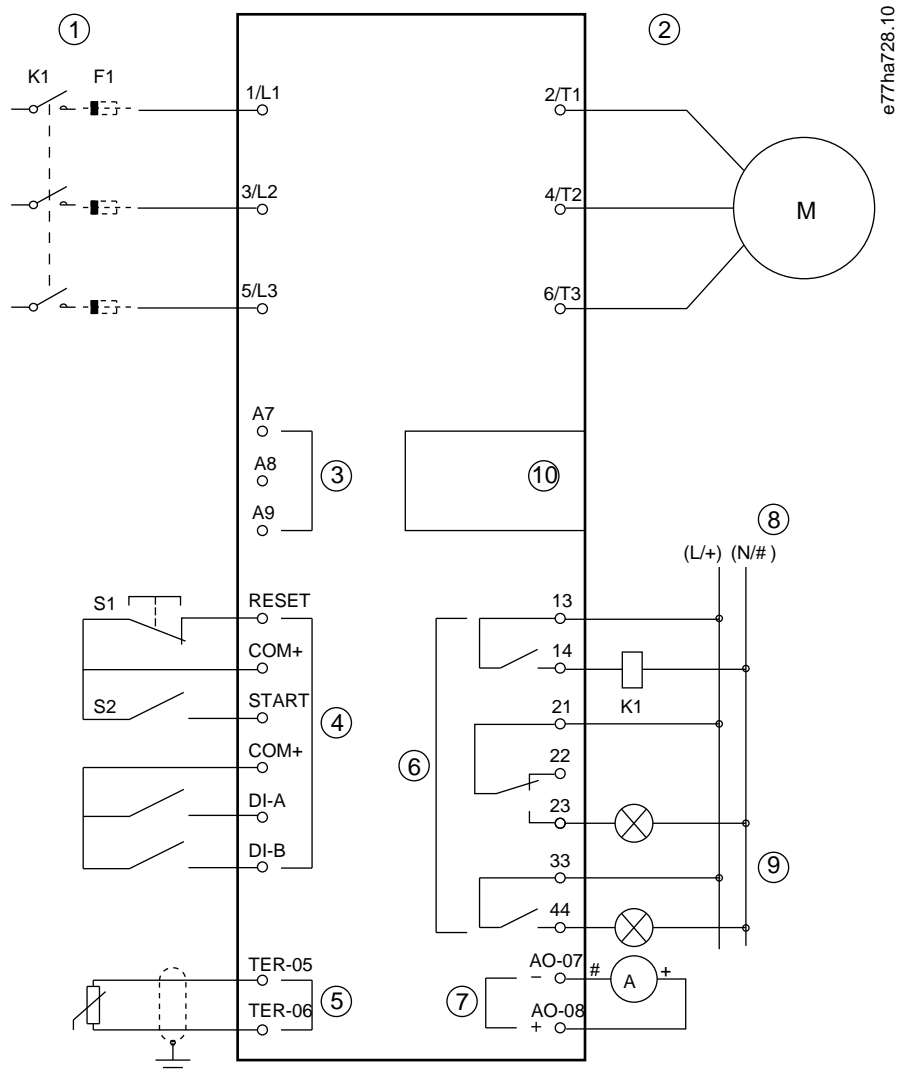 1
2
e77ha728.10
K1 F1
1/L1
2/T1
3/L2
4/T2
M
5/L3
6/T3
A7
A8
3
10
A9
8
(L/+) (N/# )
S1
RESET
13
COM+
14
K1
S2
START
4
21
COM+
22
6
DI-A
23
DI-B
33
9
44
TER-05
AO-07
− # A +
5
7
TER-06
AO-08
+